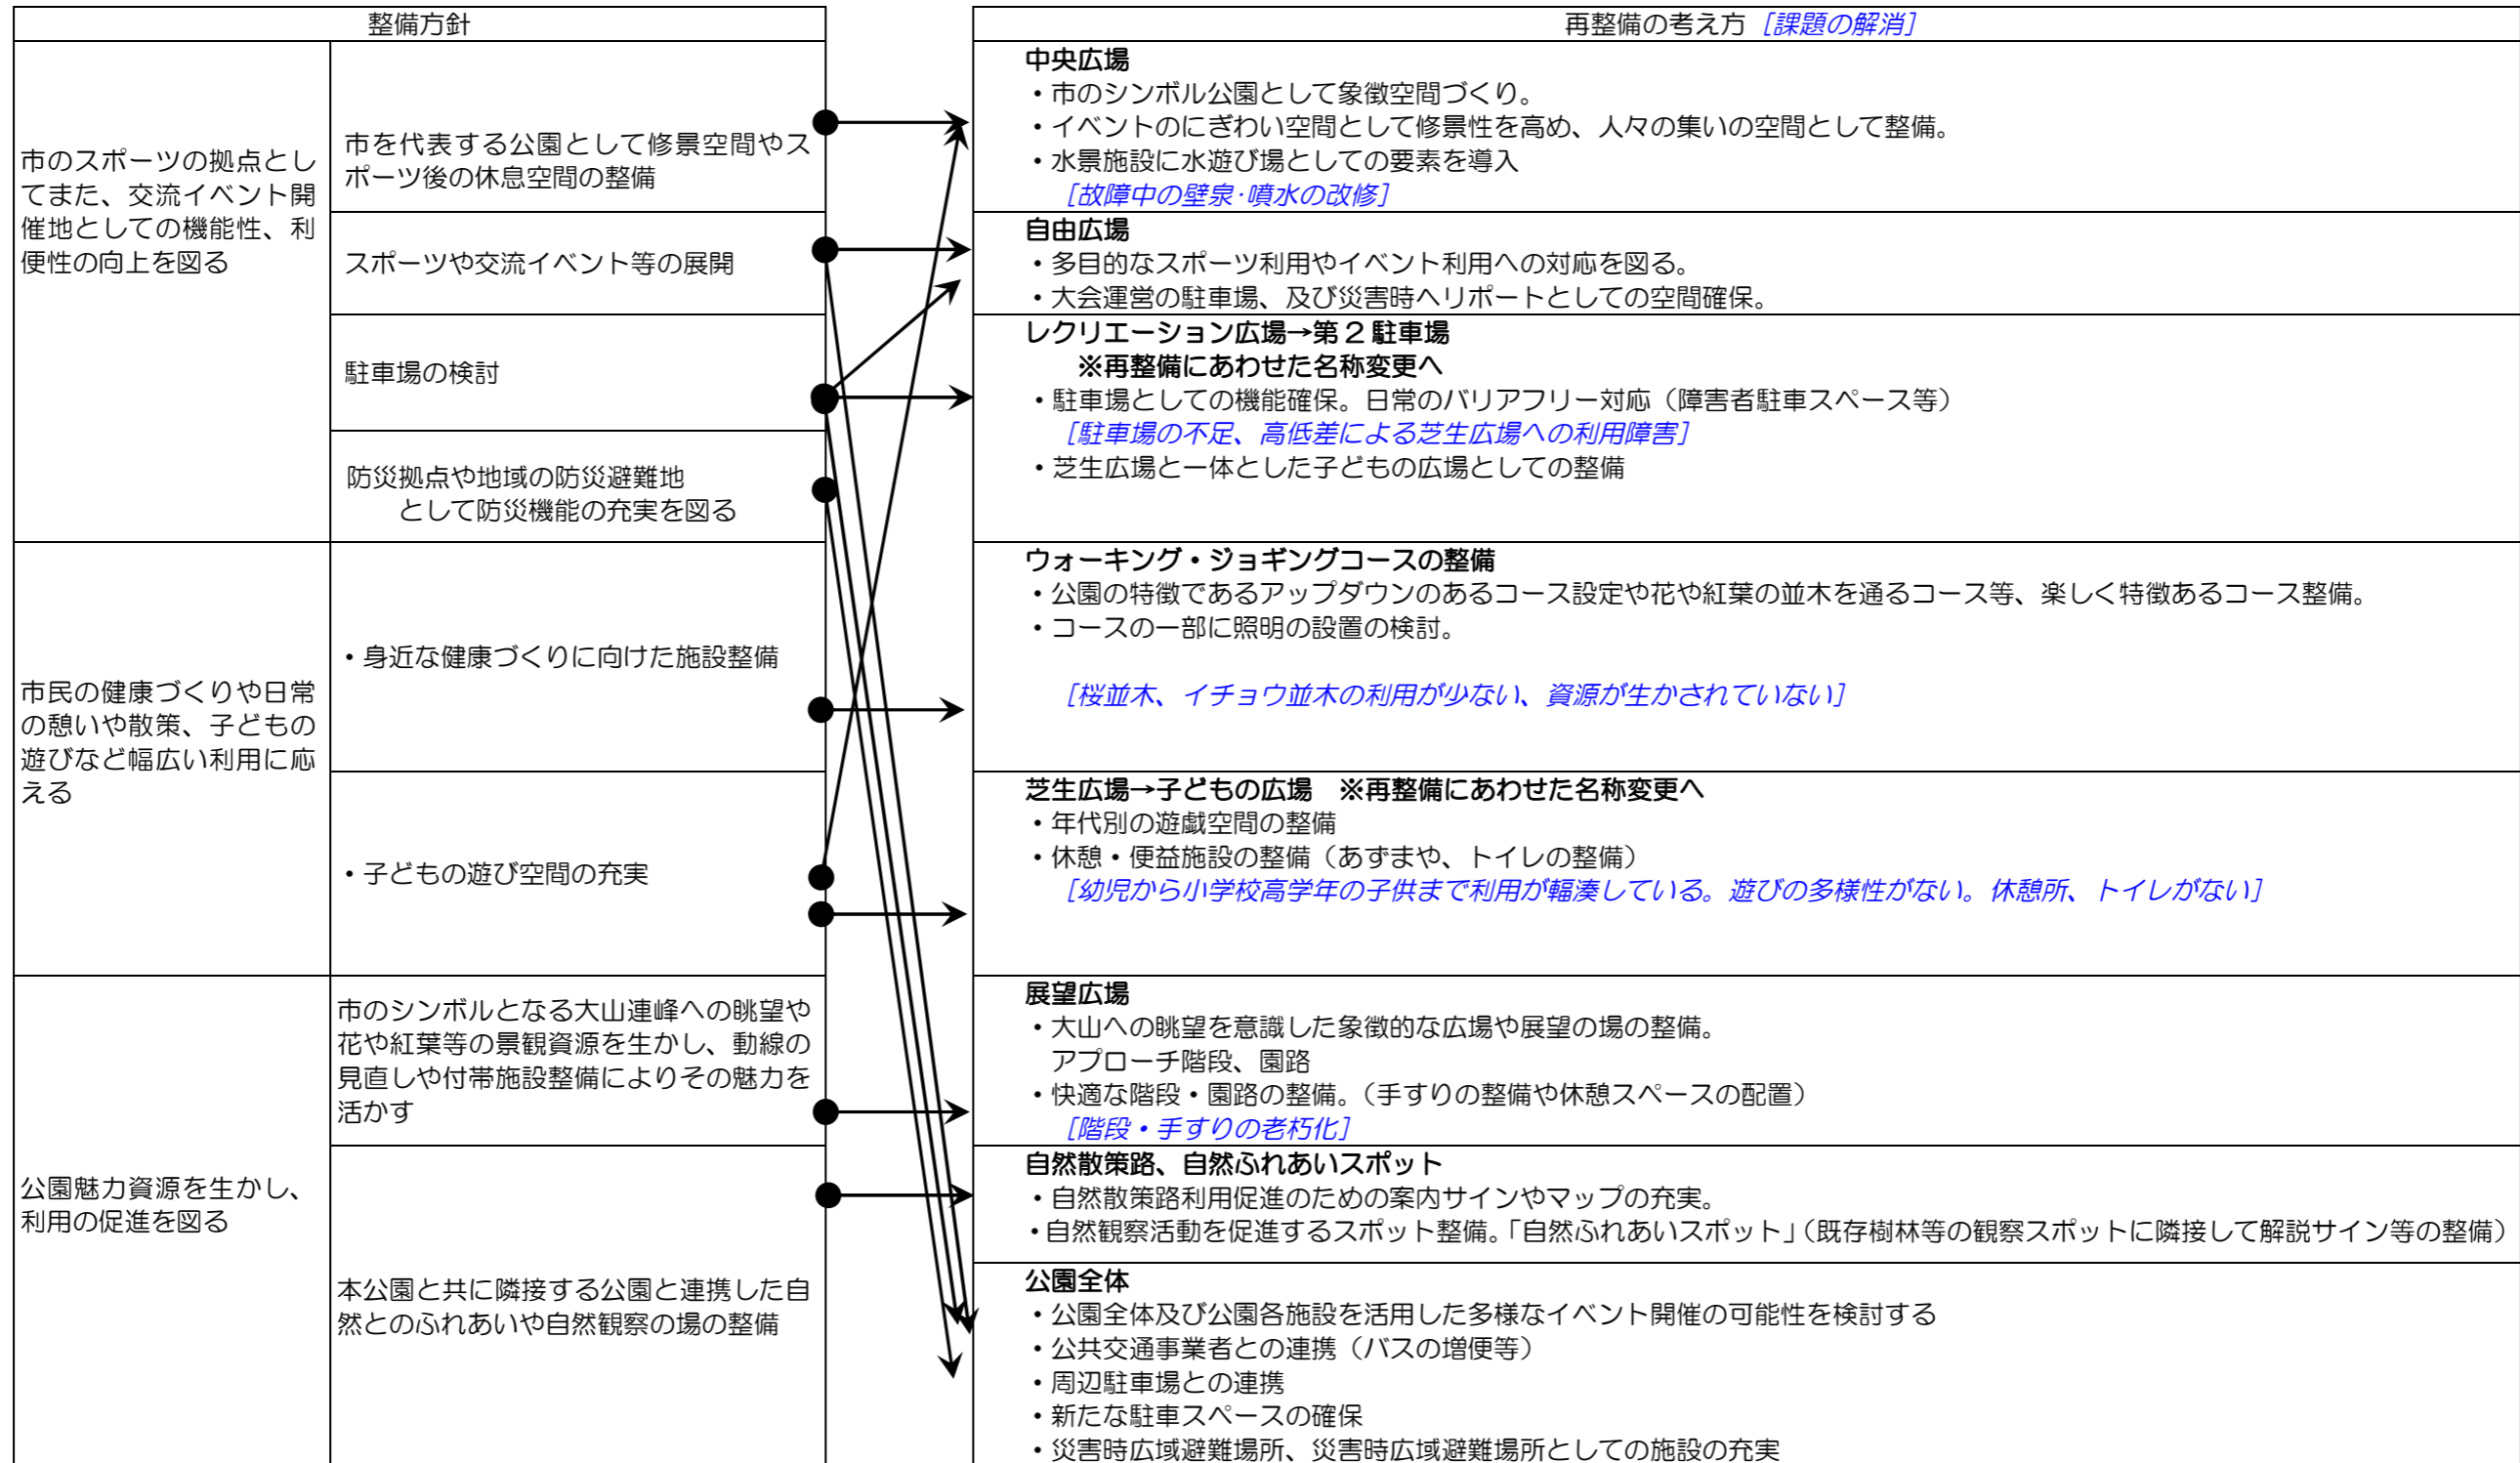 整備方針
市のスポーツの拠点とし
てまた、交流イベント開
催地としての機能性、利
便性の向上を図る
市を代表する公園として修景空間やス
ポーツ後の休息空間の整備
スポーツや交流イベント等の展開
駐車場の検討
防災拠点や地域の防災避難地
として防災機能の充実を図る
市民の健康づくりや日常
の憩いや散策、子どもの
遊びなど幅広い利用に応
える
・身近な健康づくりに向けた施設整備
・子どもの遊び空間の充実
公園魅力資源を生かし、
利用の促進を図る
市のシンボルとなる大山連峰への眺望や
花や紅葉等の景観資源を生かし、動線の
見直しや付帯施設整備によりその魅力を
活かす
本公園と共に隣接する公園と連携した自
然とのふれあいや自然観察の場の整備
再整備の考え方 [課題の解消]
中央広場
・市のシンボル公園として象徴空間づくり。
・イベントのにぎわい空間として修景性を高め、人々の集いの空間として整備。
・水景施設に水遊び場としての要素を導入
[故障中の壁泉・噴水の改修]
自由広場
・多目的なスポーツ利用やイベント利用への対応を図る。
・大会運営の駐車場、及び災害時ヘリポートとしての空間確保。
レクリエーション広場→第2駐車場
※再整備にあわせた名称変更へ
・駐車場としての機能確保。日常のバリアフリー対応（障害者駐車スペース等）
[駐車場の不足、高低差による芝生広場への利用障害]
・芝生広場と一体とした子どもの広場としての整備
ウォーキング・ジョギングコースの整備
・公園の特徴であるアップダウンのあるコース設定や花や紅葉の並木を通るコース等、楽しく特徴あるコース整備。
・コースの一部に照明の設置の検討。
[桜並木、イチョウ並木の利用が少ない、資源が生かされていない]
芝生広場→子どもの広場　※再整備にあわせた名称変更へ
・年代別の遊戯空間の整備
・休憩・便益施設の整備（あずまや、トイレの整備）
[幼児から小学校高学年の子供まで利用が輻湊している。遊びの多様性がない。休憩所、トイレがない]
展望広場
・大山への眺望を意識した象徴的な広場や展望の場の整備。
アプローチ階段、園路
・快適な階段・園路の整備。（手すりの整備や休憩スペースの配置）
[階段・手すりの老朽化]
自然散策路、自然ふれあいスポット
・自然散策路利用促進のための案内サインやマップの充実。
・自然観察活動を促進するスポット整備。「自然ふれあいスポット」（既存樹林等の観察スポットに隣接して解説サイン等の整備）
公園全体
・公園全体及び公園各施設を活用した多様なイベント開催の可能性を検討する
・公共交通事業者との連携（バスの増便等）
・周辺駐車場との連携
・新たな駐車スペースの確保
・災害時広域避難場所、災害時広域避難場所としての施設の充実